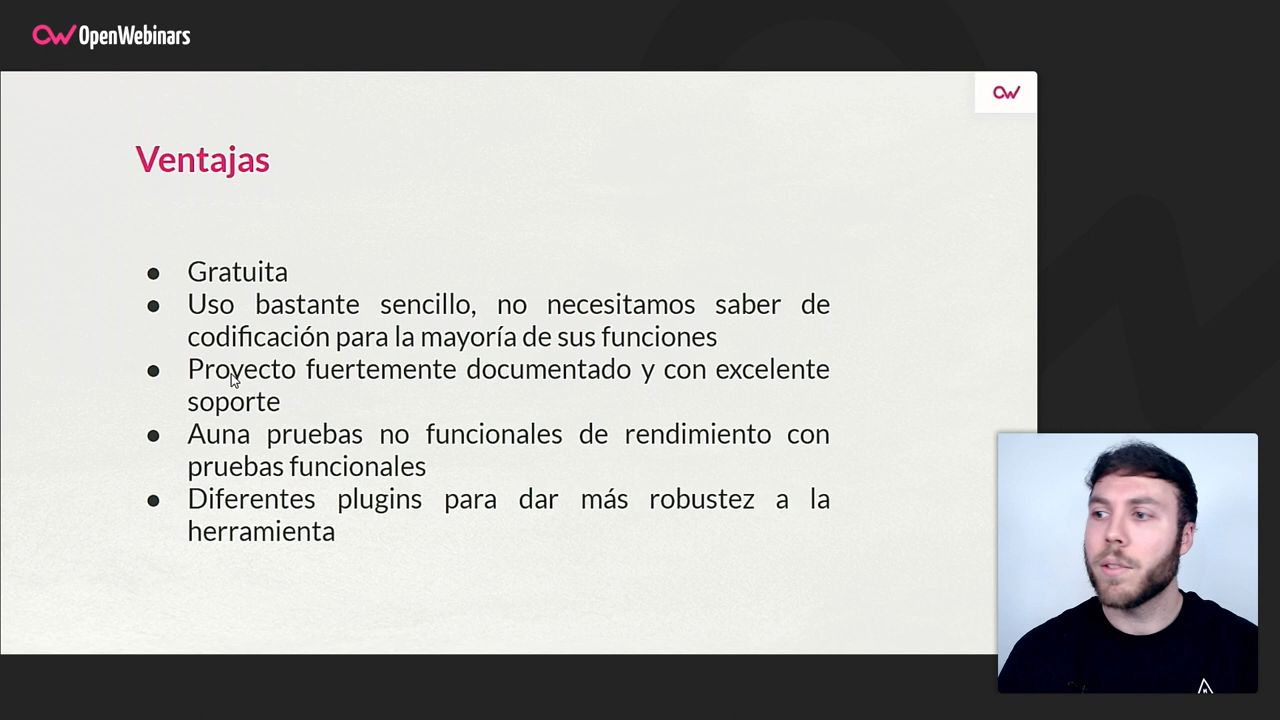 OW OpenWebinars
OW
Ventajas
● Gratuita
● Uso bastante sencillo, no necesitamos saber de
codificación para la mayoría de sus funciones
● Proyecto fuertemente documentado y con excelente
soporte
● Auna pruebas no funcionales de rendimiento con
pruebas funcionales
● Diferentes plugins para dar más robustez a la
herramienta